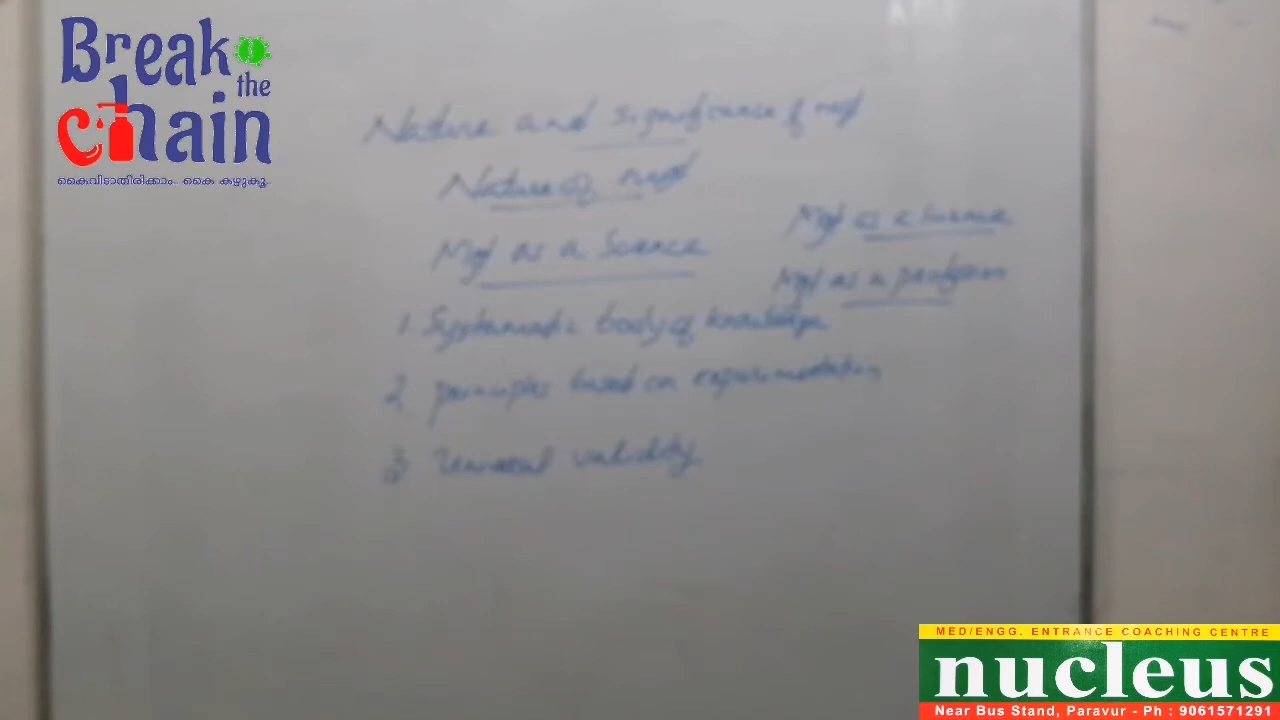 Break
the
chain
കൈവിടാതിരിക്കാം.. കൈ കഴുകൂ..
Nature and significance of mgt
Nature of mgt
Mgt as a Science
Mgt as a Science
Mgt as a profession
1. Systematic body of knowledge
2, principles based on experimentation
3, Universal validity
MED/ENGG. ENTRANCE COACHING CENTRE
nucleus
Near Bus Stand, Paravur - Ph : 9061571291